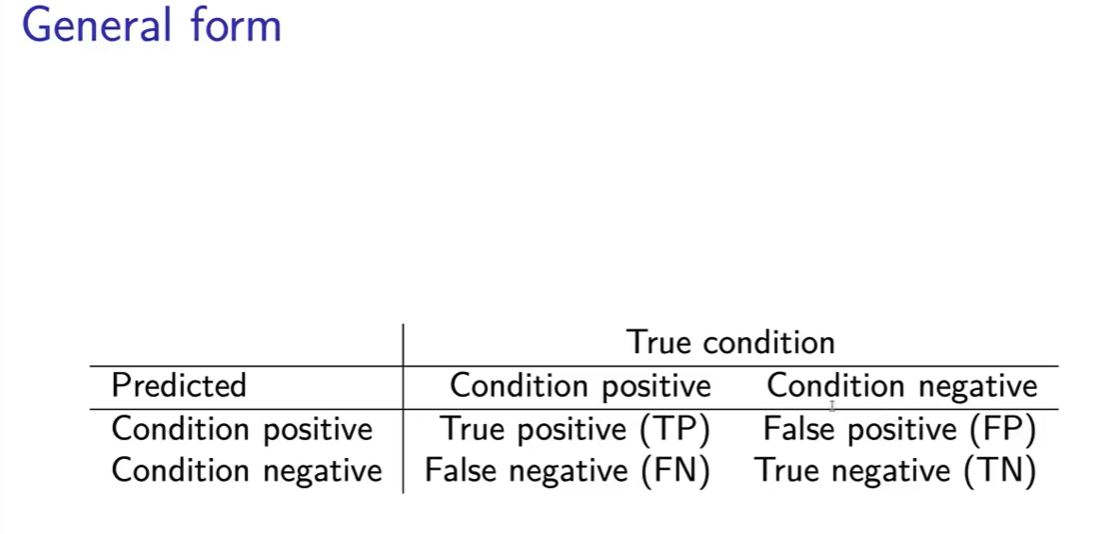 General form
True condition
Predicted Condition positive Condition negative
Condition positive True positive (TP) False positive (FP)
Condition negative False negative (FN) True negative (TN)